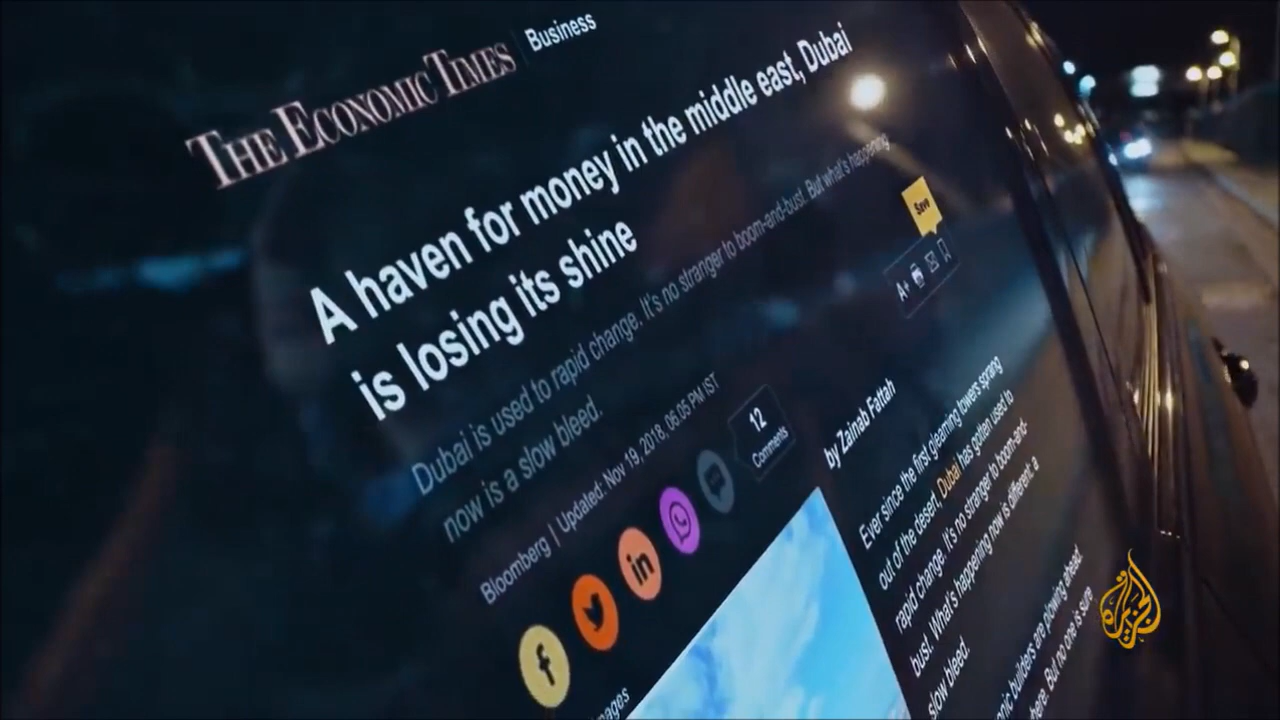 THE ECONOMIC TIMES | Business
A haven for money in the middle east, Dubai
is losing its shine
Dubai is used to rapid change. It's no stranger to boom-and-bust. But what's happening
now is a slow bleed.
Bloomberg | Updated: Nov 19, 2018, 06.05 PM IST
12
Comments
Save
A+
by Zainab Fattah
Ever since the first gleaming towers sprang
out of the desert, Dubai has gotten used to
rapid change. It's no stranger to boom-and-
bust. What's happening now is different: a
slow bleed.
builders are plowing ahead.
here. But no one is sure
الجزيرة